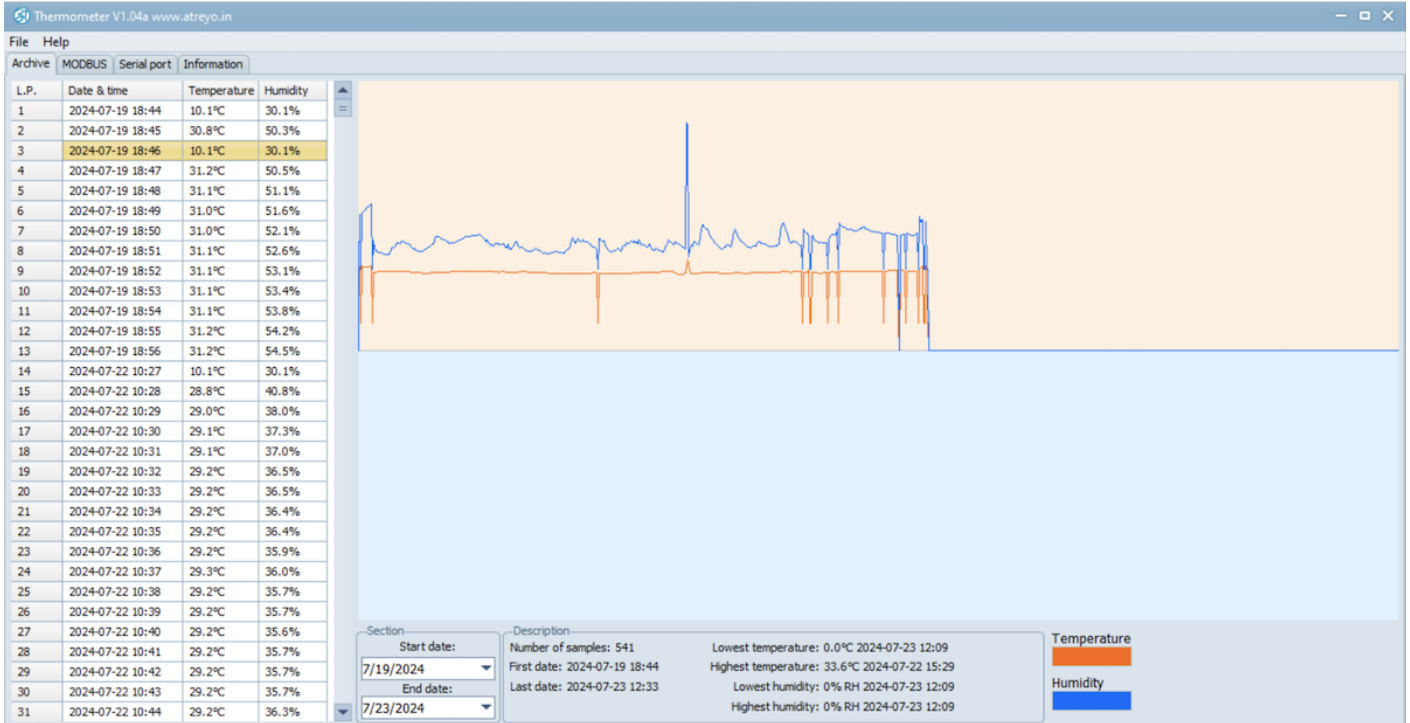 Thermometer V1.04a www.atreyo.in
File Help
Archive MODBUS Serial port Information
L.P. Date & time Temperature Humidity
1 2024-07-19 18:44 10.1°C 30.1%
2 2024-07-19 18:45 30.8°C 50.3%
3 2024-07-19 18:46 10.1°C 30.1%
4 2024-07-19 18:47 31.2°C 50.5%
5 2024-07-19 18:48 31.1°C 51.1%
6 2024-07-19 18:49 31.0°C 51.6%
7 2024-07-19 18:50 31.0°C 52.1%
8 2024-07-19 18:51 31.1°C 52.6%
9 2024-07-19 18:52 31.1°C 53.1%
10 2024-07-19 18:53 31.1°C 53.4%
11 2024-07-19 18:54 31.1°C 53.8%
12 2024-07-19 18:55 31.2°C 54.2%
13 2024-07-19 18:56 31.2°C 54.5%
14 2024-07-22 10:27 10.1°C 30.1%
15 2024-07-22 10:28 28.8°C 40.8%
16 2024-07-22 10:29 29.0°C 38.0%
17 2024-07-22 10:30 29.1°C 37.3%
18 2024-07-22 10:31 29.1°C 37.0%
19 2024-07-22 10:32 29.2°C 36.5%
20 2024-07-22 10:33 29.2°C 36.5%
21 2024-07-22 10:34 29.2°C 36.4%
22 2024-07-22 10:35 29.2°C 36.4%
23 2024-07-22 10:36 29.2°C 35.9%
24 2024-07-22 10:37 29.3°C 36.0%
25 2024-07-22 10:38 29.2°C 35.7%
26 2024-07-22 10:39 29.2°C 35.7%
27 2024-07-22 10:40 29.2°C 35.6%
28 2024-07-22 10:41 29.2°C 35.7%
29 2024-07-22 10:42 29.2°C 35.7%
30 2024-07-22 10:43 29.2°C 35.7%
31 2024-07-22 10:44 29.2°C 36.3%
Section
Start date:
7/19/2024
End date:
7/23/2024
Description
Number of samples: 541
First date: 2024-07-19 18:44
Last date: 2024-07-23 12:33
Lowest temperature: 0.0°C 2024-07-23 12:09
Highest temperature: 33.6°C 2024-07-22 15:29
Lowest humidity: 0% RH 2024-07-23 12:09
Highest humidity: 0% RH 2024-07-23 12:09
Temperature
Humidity